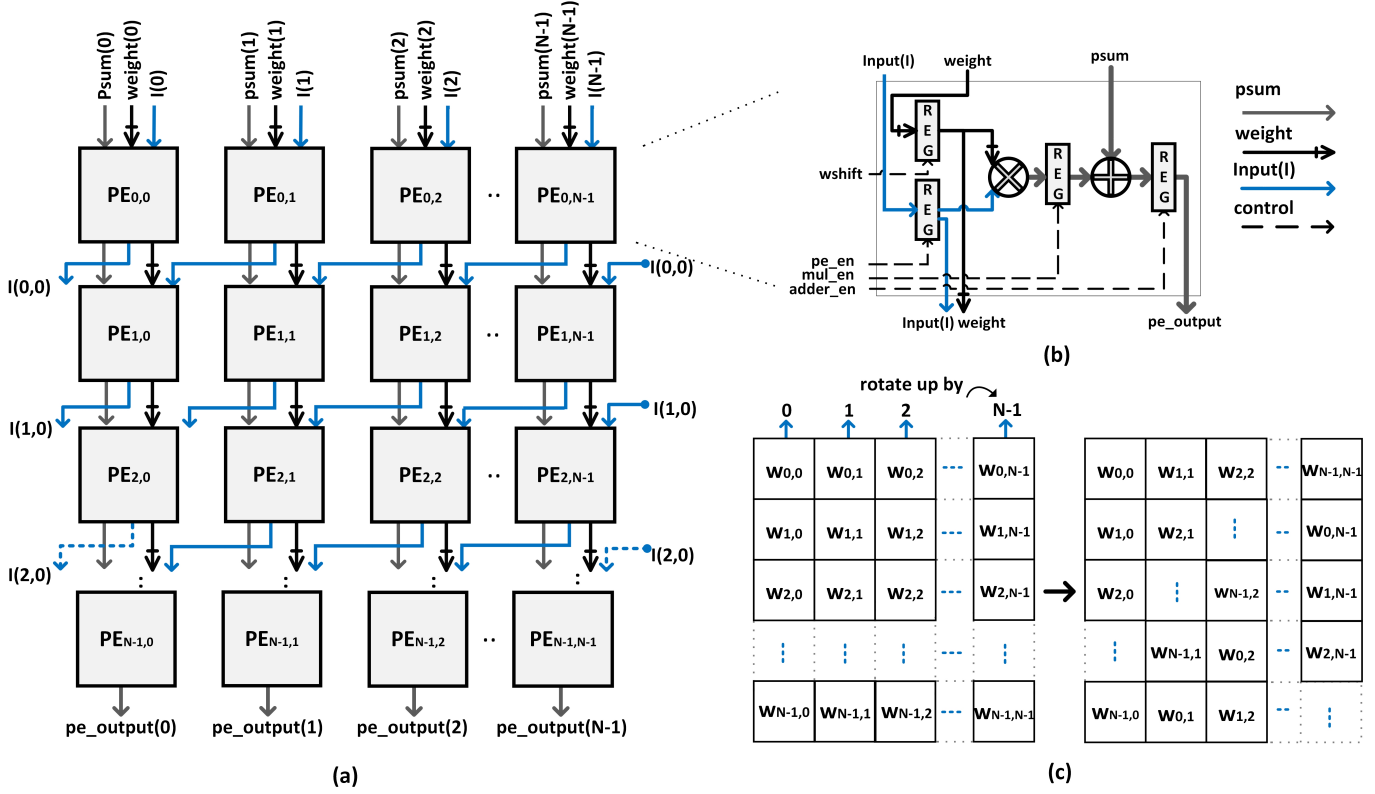 Psum(0) weight(0) I(0) psum(1) weight(1) I(1) psum(2) weight(2) I(2) psum(N-1) weight(N-1) I(N-1)
PE0,0 PE0,1 PE0,2 .. PE0,N-1
I(0,0) I(0,0)
PE1,0 PE1,1 PE1,2 .. PE1,N-1
I(1,0) I(1,0)
PE2,0 PE2,1 PE2,2 .. PE2,N-1
I(2,0) I(2,0)
PEN-1,0 PEN-1,1 PEN-1,2 .. PEN-1,N-1
pe_output(0) pe_output(1) pe_output(2) pe_output(N-1)
(a)
Input(I) weight psum
REG
wshift
REG
REG
REG
pe_en
mul_en
adder_en
Input(I) weight pe_output
(b)
psum
weight
Input(I)
control
rotate up by
0 1 2 N-1
W0,0 W0,1 W0,2 W0,N-1
W1,0 W1,1 W1,2 W1,N-1
W2,0 W2,1 W2,2 W2,N-1
WN-1,0 WN-1,1 WN-1,2 WN-1,N-1
W0,0 W1,1 W2,2 WN-1,N-1
W1,0 W2,1 W0,N-1
W2,0 WN-1,2 W1,N-1
WN-1,1 W0,2 W2,N-1
WN-1,0 W0,1 W1,2
(c)